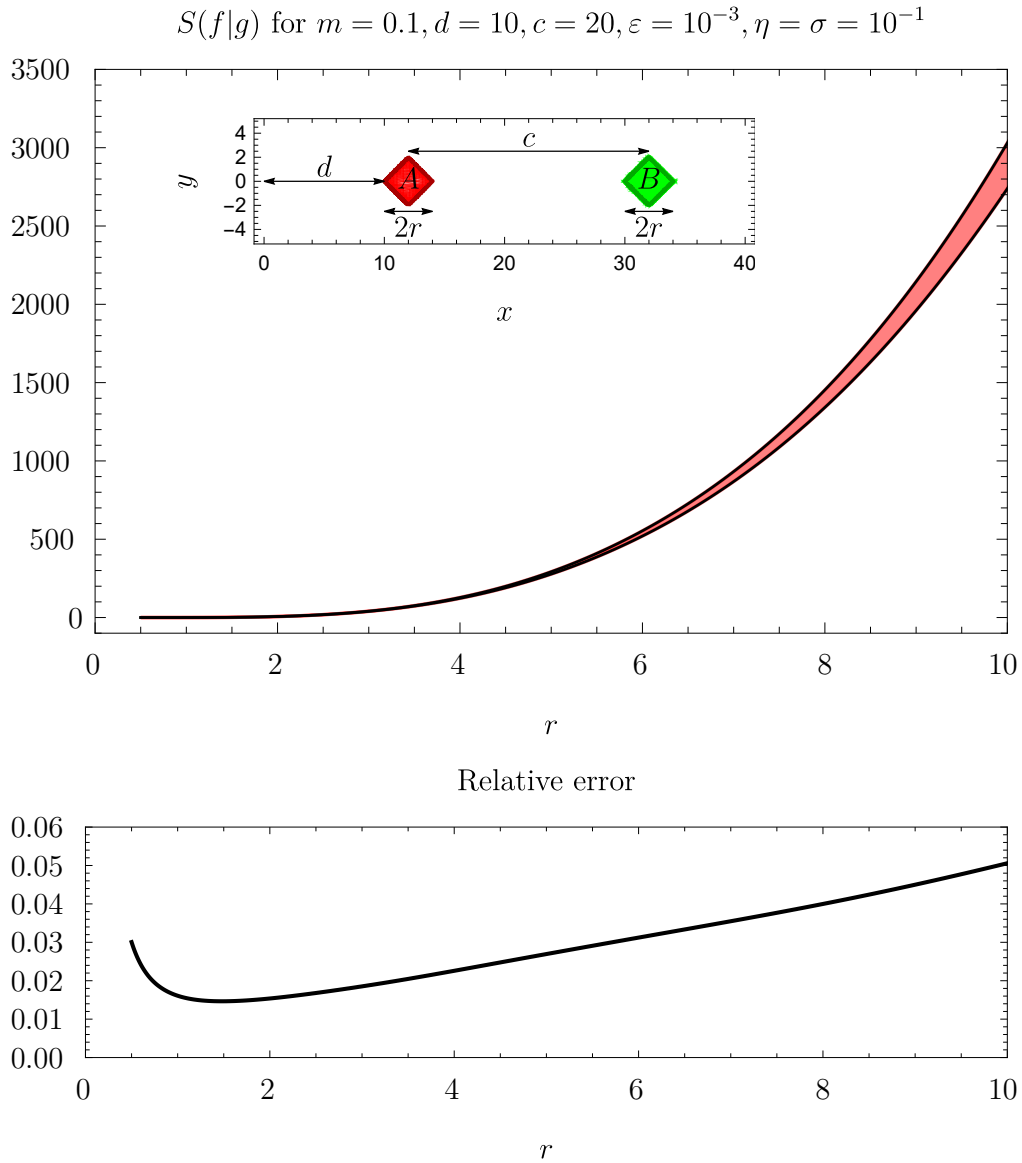 S(f|g) for m = 0.1, d = 10, c = 20, ε = 10⁻³, η = σ = 10⁻¹
3500
3000
2500
2000
1500
1000
500
0
0 2 4 6 8 10
r
y
4
2
0
−2
−4
d
A
c
B
2r
2r
0 10 20 30 40
x
Relative error
0.06
0.05
0.04
0.03
0.02
0.01
0.00
0 2 4 6 8 10
r